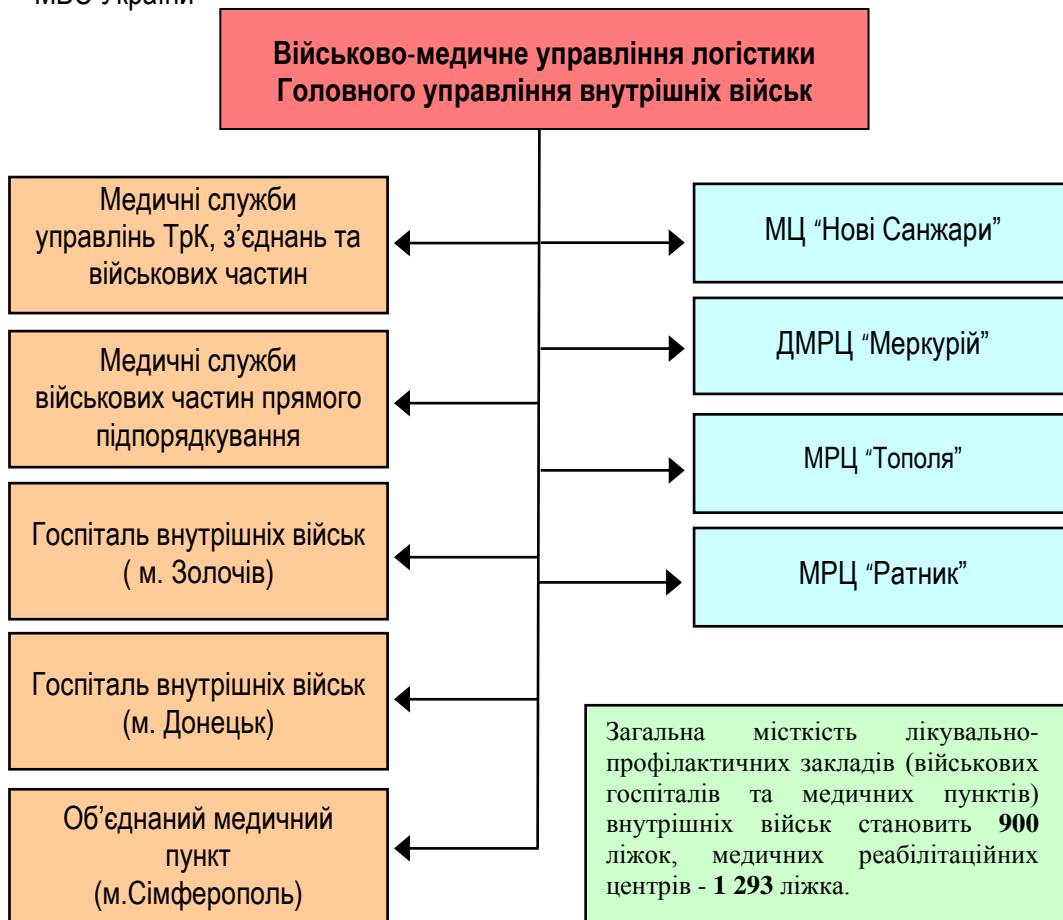 МВС України
Військово-медичне управління логістики
Головного управління внутрішніх військ
Медичні служби
управлінь ТрК, з’єднань та
військових частин
Медичні служби
військових частин прямого
підпорядкування
Госпіталь внутрішніх військ
( м. Золочів)
Госпіталь внутрішніх військ
(м. Донецьк)
Об’єднаний медичний
пункт
(м.Сімферополь)
МЦ “Нові Санжари”
ДМРЦ “Меркурій”
МРЦ “Тополя”
МРЦ “Ратник”
Загальна місткість лікувально-
профілактичних закладів (військових
госпіталів та медичних пунктів)
внутрішніх військ становить 900
ліжок, медичних реабілітаційних
центрів - 1 293 ліжка.